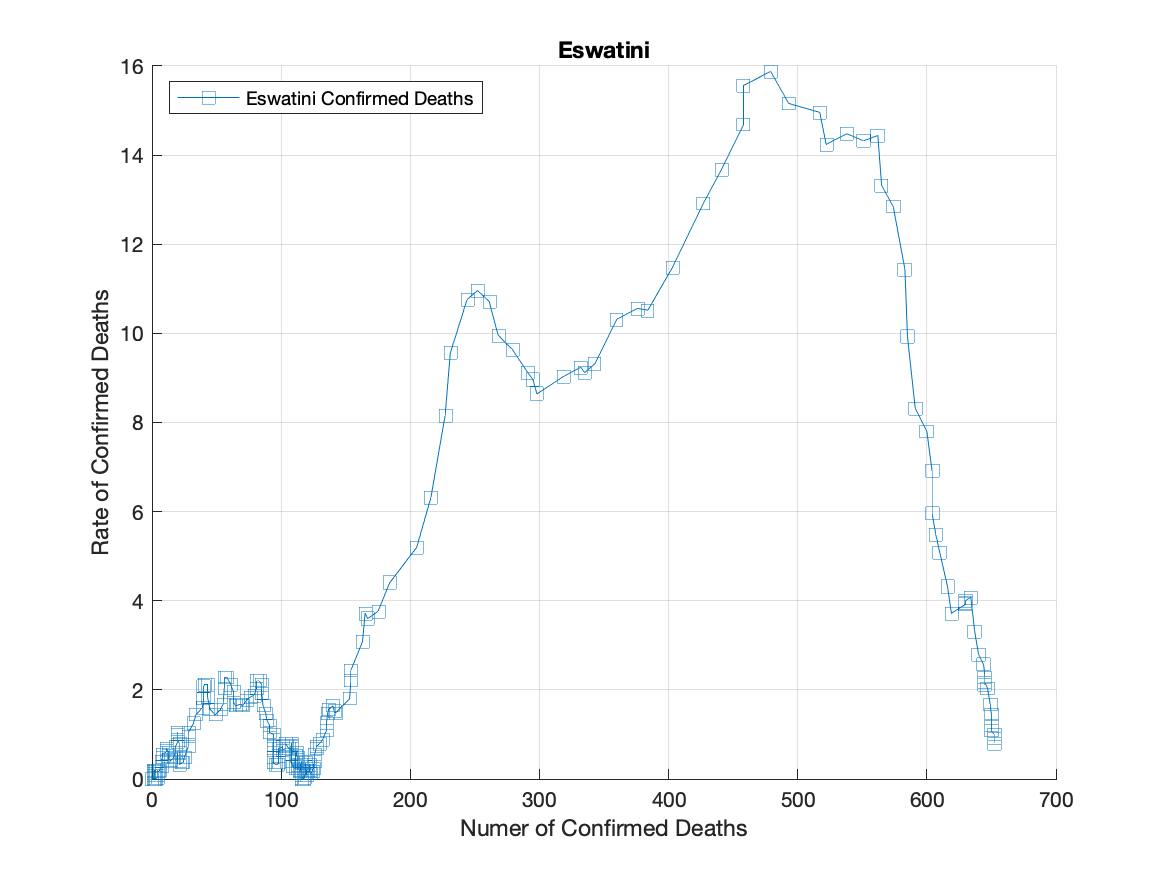 Eswatini
Eswatini Confirmed Deaths
16
14
12
10
8
6
4
2
0
Rate of Confirmed Deaths
0 100 200 300 400 500 600 700
Numer of Confirmed Deaths